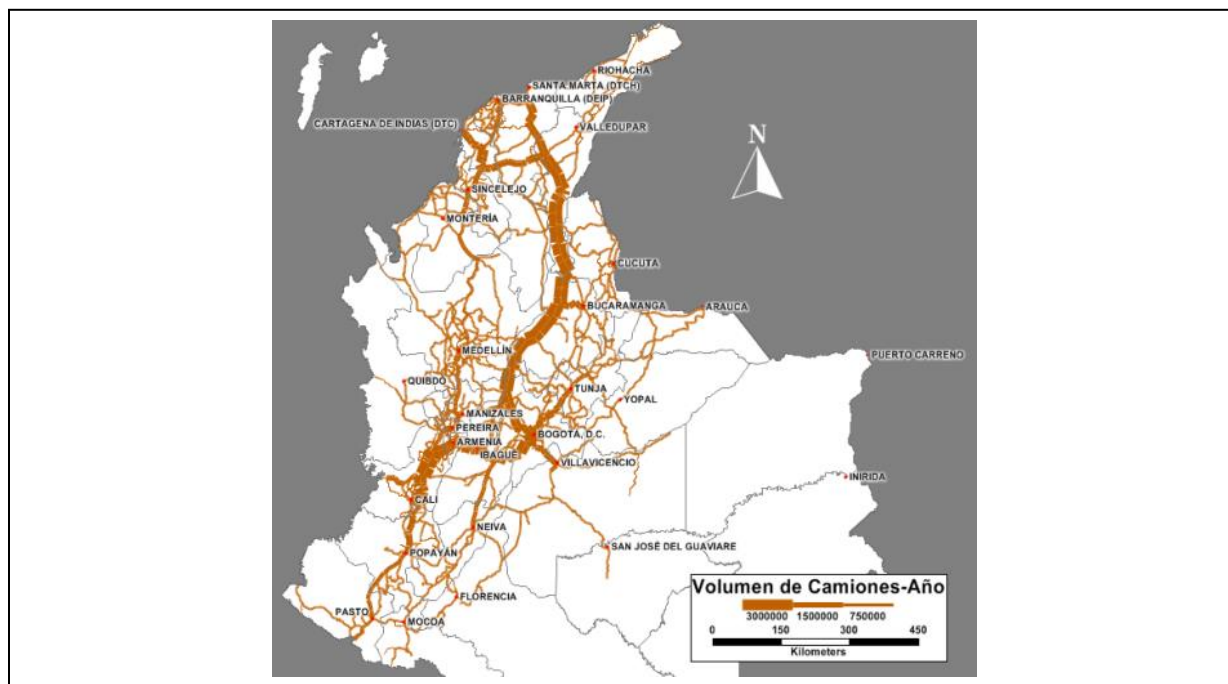 RIOHACHA
SANTA MARTA (DTCH)
BARRANQUILLA (DEIP)
CARTAGENA DE INDIAS (DTC)
VALLEDUPAR
N
SINCELEJO
MONTERÍA
CUCUTA
BUCARAMANGA
ARAUCA
MEDELLÍN
PUERTO CARREÑO
QUIBDO
TUNJA
YOPAL
MANIZALES
PEREIRA
BOGOTA, D.C.
ARMENIA
IBAGUÉ
VILLAVICENCIO
INIRIDA
CALI
NEIVA
POPAYÁN
SAN JOSÉ DEL GUAVIARE
FLORENCIA
PASTO
MOCOA
Volumen de Camiones-Año
3000000 1500000 750000
0 150 300 450
Kilometers